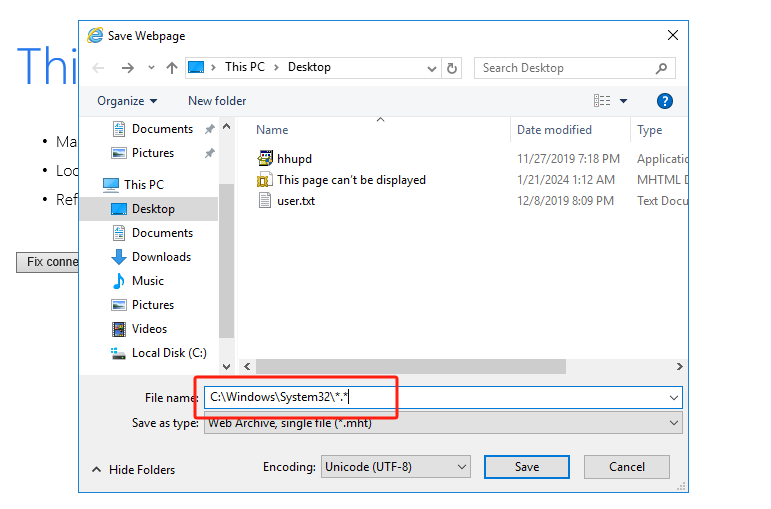 Save Webpage
Thi
This PC > Desktop
Search Desktop
Organize
New folder
Name
Date modified
Type
Documents
Pictures
This PC
Desktop
Documents
Downloads
Music
Pictures
Videos
Local Disk (C:)
hhupd 11/27/2019 7:18 PM Applicatio
This page can't be displayed 1/21/2024 1:12 AM MHTML D
user.txt 12/8/2019 8:09 PM Text Docu
• Ma
• Loo
• Ref
Fix conne
File name: C:\Windows\System32\*.*
Save as type: Web Archive, single file (*.mht)
Hide Folders
Encoding: Unicode (UTF-8)
Save
Cancel